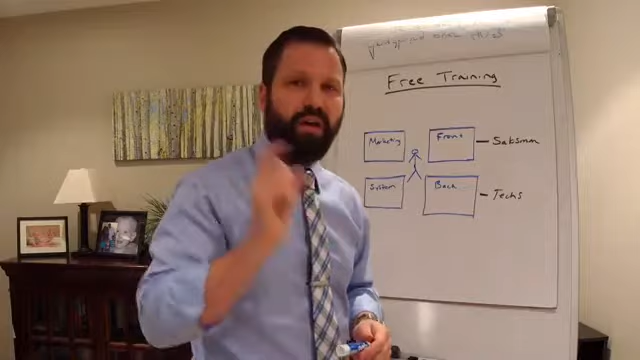 Free Training
Marketing
Front
Salesman
System
Back
Techs